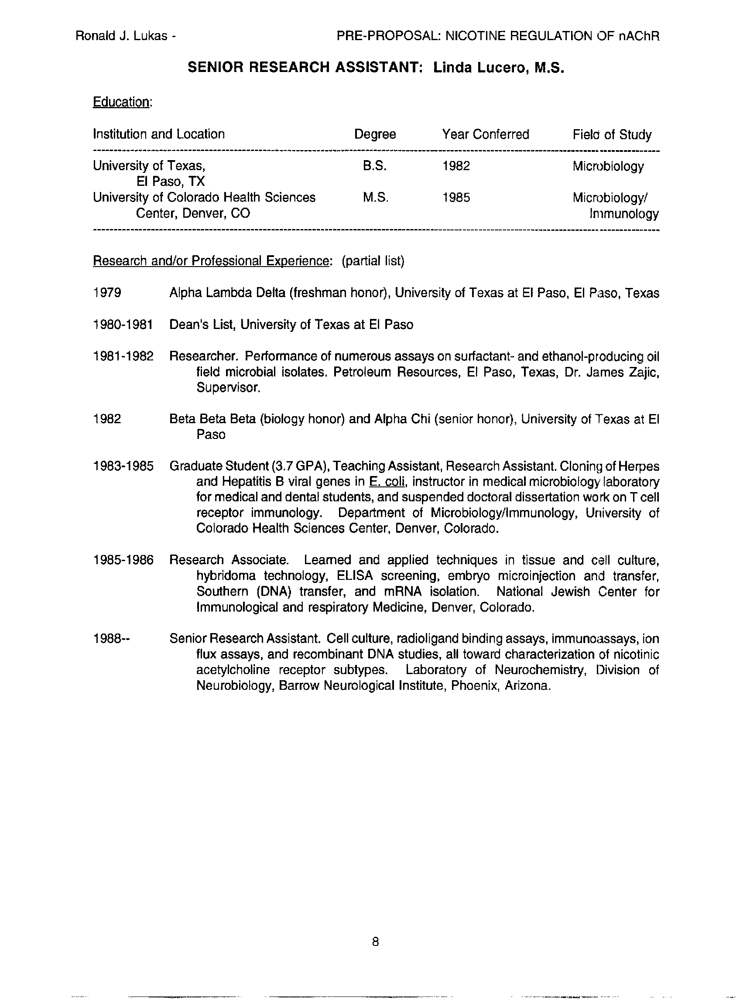 Ronald J. Lukas - PRE-PROPOSAL: NICOTINE REGULATION OF nAChR
SENIOR RESEARCH ASSISTANT: Linda Lucero, M.S.
Education:
Institution and Location Degree Year Conferred Field of Study
University of Texas, B.S. 1982 Microbiology
El Paso, TX
University of Colorado Health Sciences M.S. 1985 Microbiology/
Center, Denver, CO Immunology
Research and/or Professional Experience: (partial list)
1979 Alpha Lambda Delta (freshman honor), University of Texas at El Paso, El Paso, Texas
1980-1981 Dean's List, University of Texas at El Paso
1981-1982 Researcher. Performance of numerous assays on surfactant- and ethanol-producing oil
field microbial isolates. Petroleum Resources, El Paso, Texas, Dr. James Zajic,
Supervisor.
1982 Beta Beta Beta (biology honor) and Alpha Chi (senior honor), University of Texas at El
Paso
1983-1985 Graduate Student (3.7 GPA), Teaching Assistant, Research Assistant. Cloning of Herpes
and Hepatitis B viral genes in E. coli, instructor in medical microbiology laboratory
for medical and dental students, and suspended doctoral dissertation work on T cell
receptor immunology. Department of Microbiology/Immunology, University of
Colorado Health Sciences Center, Denver, Colorado.
1985-1986 Research Associate. Learned and applied techniques in tissue and cell culture,
hybridoma technology, ELISA screening, embryo microinjection and transfer,
Southern (DNA) transfer, and mRNA isolation. National Jewish Center for
Immunological and respiratory Medicine, Denver, Colorado.
1988-- Senior Research Assistant. Cell culture, radioligand binding assays, immunoassays, ion
flux assays, and recombinant DNA studies, all toward characterization of nicotinic
acetylcholine receptor subtypes. Laboratory of Neurochemistry, Division of
Neurobiology, Barrow Neurological Institute, Phoenix, Arizona.
8